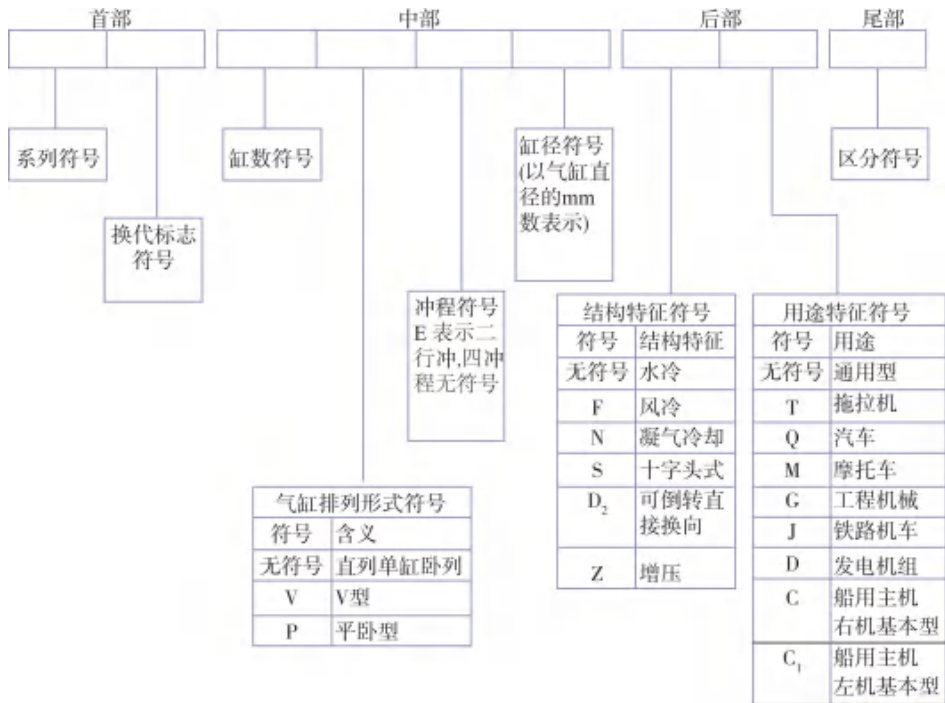 首部 中部 后部 尾部
系列符号
换代标志
符号
缸数符号
气缸排列形式符号
符号 含义
无符号 直列单缸卧列
V V型
P 平卧型
冲程符号
E 表示二
行冲,四冲
程无符号
缸径符号
(以气缸直
径的mm
数表示)
结构特征符号
符号 结构特征
无符号 水冷
F 风冷
N 凝气冷却
S 十字头式
D₂ 可倒转直
接换向
Z 增压
用途特征符号
符号 用途
无符号 通用型
T 拖拉机
Q 汽车
M 摩托车
G 工程机械
J 铁路机车
D 发电机组
C 船用主机
右机基本型
C₁ 船用主机
左机基本型
区分符号